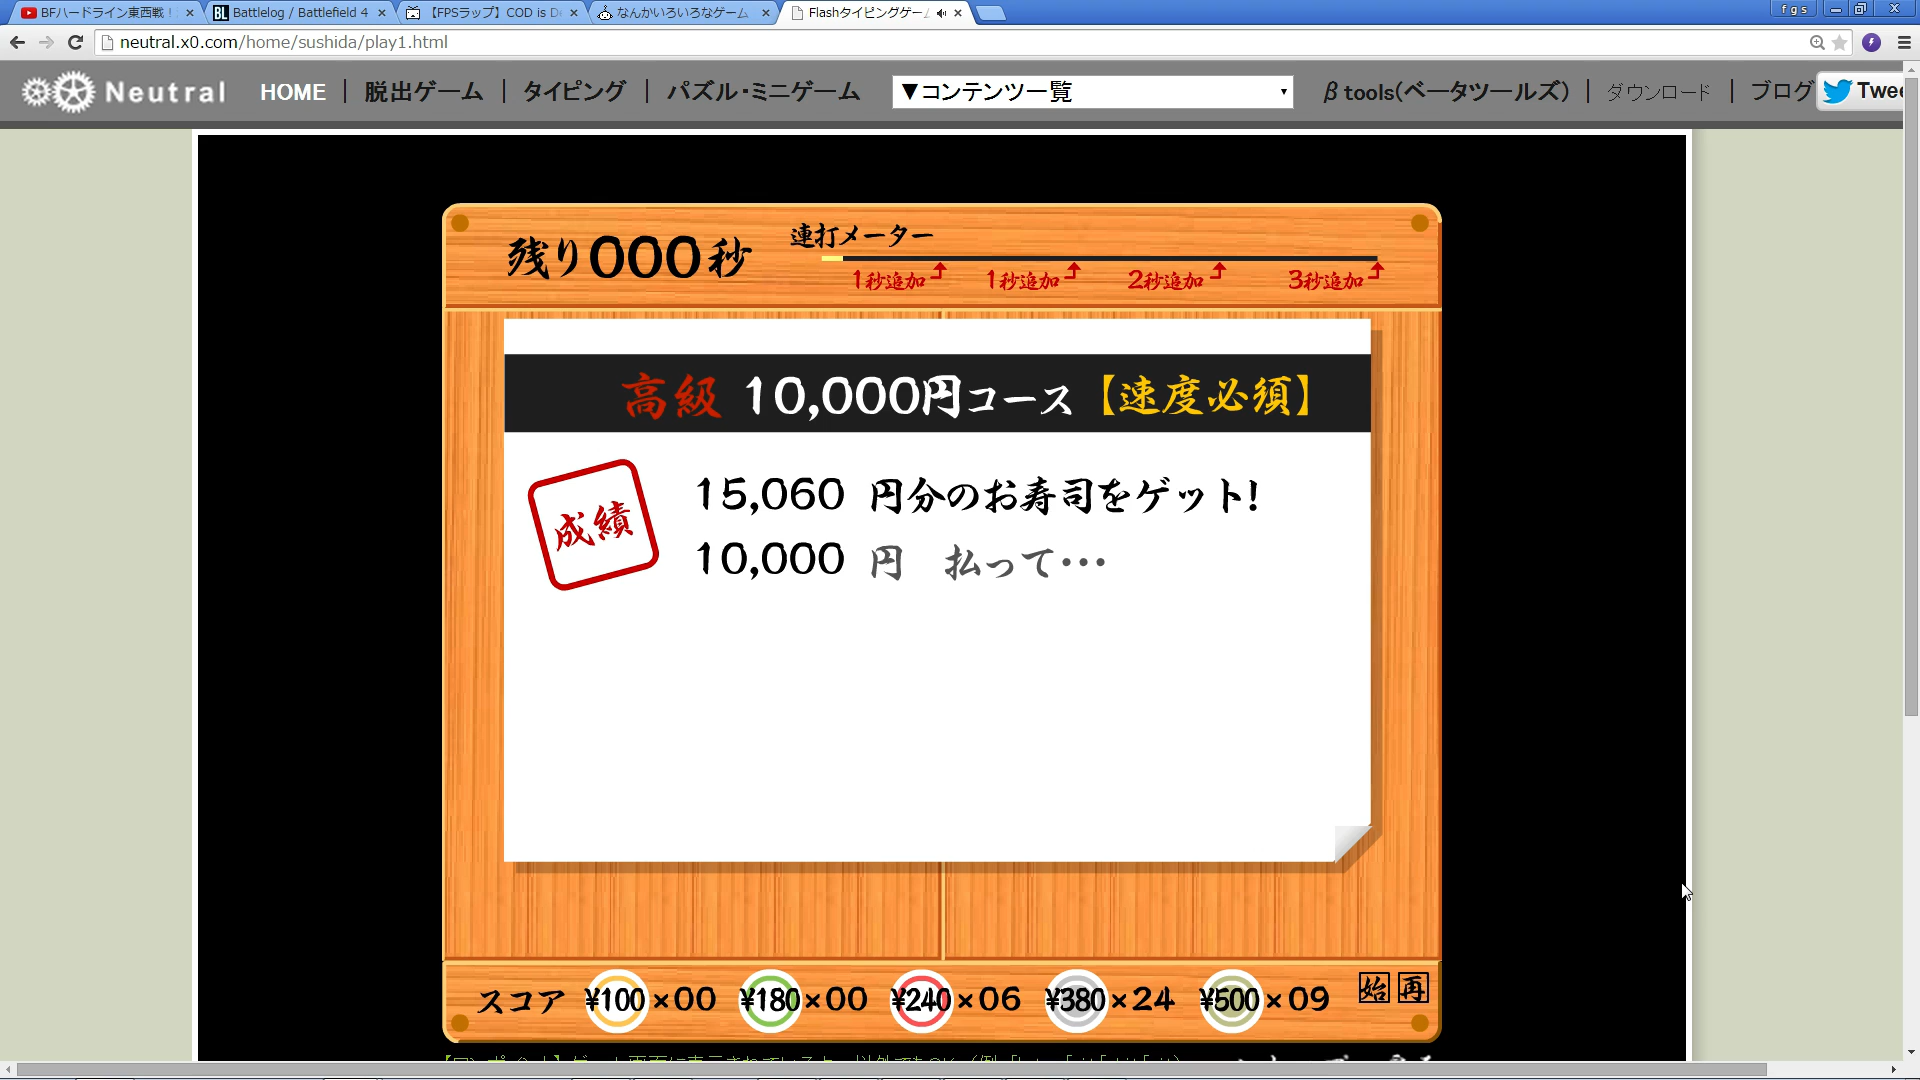 BFハードライン東西戦!
BL Battlelog / Battlefield 4
【FPSラップ】COD is D
なんかいろいろなゲーム
Flashタイピングゲー
fgs
neutral.x0.com/home/sushida/play1.html
Neutral
HOME | 脱出ゲーム | タイピング | パズル・ミニゲーム
▼コンテンツ一覧
β tools(ベータツールズ) | ダウンロード | ブログ
Twee
残り000秒
連打メーター
1秒追加
1秒追加
2秒追加
3秒追加
高級 10,000円コース【速度必須】
成績
15,060 円分のお寿司をゲット!
10,000 円 払って・・・
スコア ¥100×00 ¥180×00 ¥240×06 ¥380×24 ¥500×09
始 再